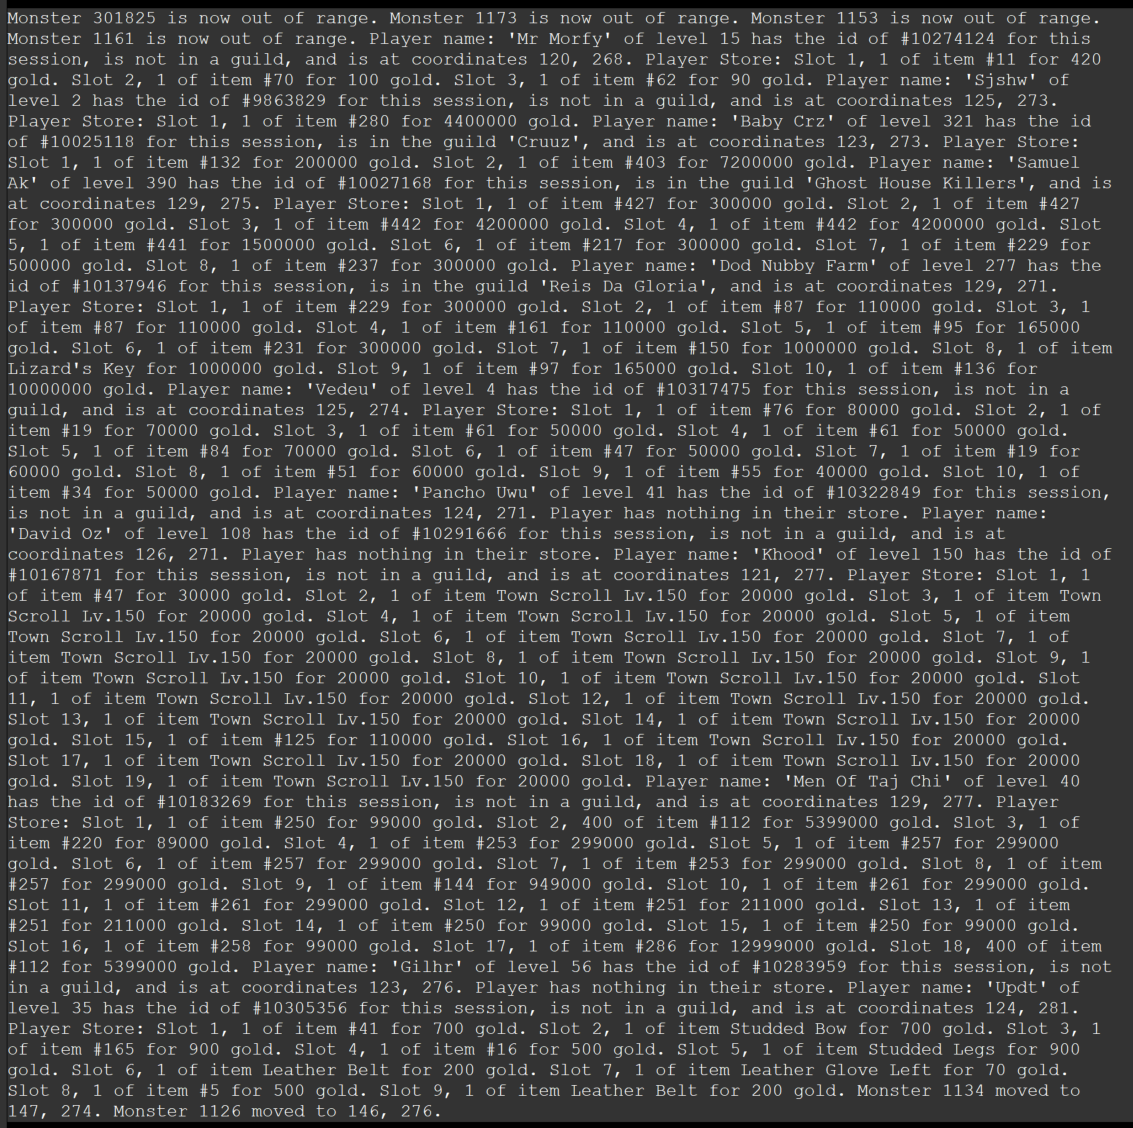 Monster 301825 is now out of range. Monster 1173 is now out of range. Monster 1153 is now out of range.
Monster 1161 is now out of range. Player name: 'Mr Morfy' of level 15 has the id of #10274124 for this
session, is not in a guild, and is at coordinates 120, 268. Player Store: Slot 1, 1 of item #11 for 420
gold. Slot 2, 1 of item #70 for 100 gold. Slot 3, 1 of item #62 for 90 gold. Player name: 'Sjshw' of
level 2 has the id of #9863829 for this session, is not in a guild, and is at coordinates 125, 273.
Player Store: Slot 1, 1 of item #280 for 4400000 gold. Player name: 'Baby Crz' of level 321 has the id
of #10025118 for this session, is in the guild 'Cruuz', and is at coordinates 123, 273. Player Store:
Slot 1, 1 of item #132 for 200000 gold. Slot 2, 1 of item #403 for 7200000 gold. Player name: 'Samuel
Ak' of level 390 has the id of #10027168 for this session, is in the guild 'Ghost House Killers', and is
at coordinates 129, 275. Player Store: Slot 1, 1 of item #427 for 300000 gold. Slot 2, 1 of item #427
for 300000 gold. Slot 3, 1 of item #442 for 4200000 gold. Slot 4, 1 of item #442 for 4200000 gold. Slot
5, 1 of item #441 for 1500000 gold. Slot 6, 1 of item #217 for 300000 gold. Slot 7, 1 of item #229 for
500000 gold. Slot 8, 1 of item #237 for 300000 gold. Player name: 'Dod Nubby Farm' of level 277 has the
id of #10137946 for this session, is in the guild 'Reis Da Gloria', and is at coordinates 129, 271.
Player Store: Slot 1, 1 of item #229 for 300000 gold. Slot 2, 1 of item #87 for 110000 gold. Slot 3, 1
of item #87 for 110000 gold. Slot 4, 1 of item #161 for 110000 gold. Slot 5, 1 of item #95 for 165000
gold. Slot 6, 1 of item #231 for 300000 gold. Slot 7, 1 of item #150 for 1000000 gold. Slot 8, 1 of item
Lizard's Key for 1000000 gold. Slot 9, 1 of item #97 for 165000 gold. Slot 10, 1 of item #136 for
10000000 gold. Player name: 'Vedeu' of level 4 has the id of #10317475 for this session, is not in a
guild, and is at coordinates 125, 274. Player Store: Slot 1, 1 of item #76 for 80000 gold. Slot 2, 1 of
item #19 for 70000 gold. Slot 3, 1 of item #61 for 50000 gold. Slot 4, 1 of item #61 for 50000 gold.
Slot 5, 1 of item #84 for 70000 gold. Slot 6, 1 of item #47 for 50000 gold. Slot 7, 1 of item #19 for
60000 gold. Slot 8, 1 of item #51 for 60000 gold. Slot 9, 1 of item #55 for 40000 gold. Slot 10, 1 of
item #34 for 50000 gold. Player name: 'Pancho Uwu' of level 41 has the id of #10322849 for this session,
is not in a guild, and is at coordinates 124, 271. Player has nothing in their store. Player name:
'David Oz' of level 108 has the id of #10291666 for this session, is not in a guild, and is at
coordinates 126, 271. Player has nothing in their store. Player name: 'Khood' of level 150 has the id of
#10167871 for this session, is not in a guild, and is at coordinates 121, 277. Player Store: Slot 1, 1
of item #47 for 30000 gold. Slot 2, 1 of item Town Scroll Lv.150 for 20000 gold. Slot 3, 1 of item Town
Scroll Lv.150 for 20000 gold. Slot 4, 1 of item Town Scroll Lv.150 for 20000 gold. Slot 5, 1 of item
Town Scroll Lv.150 for 20000 gold. Slot 6, 1 of item Town Scroll Lv.150 for 20000 gold. Slot 7, 1 of
item Town Scroll Lv.150 for 20000 gold. Slot 8, 1 of item Town Scroll Lv.150 for 20000 gold. Slot 9, 1
of item Town Scroll Lv.150 for 20000 gold. Slot 10, 1 of item Town Scroll Lv.150 for 20000 gold. Slot
11, 1 of item Town Scroll Lv.150 for 20000 gold. Slot 12, 1 of item Town Scroll Lv.150 for 20000 gold.
Slot 13, 1 of item Town Scroll Lv.150 for 20000 gold. Slot 14, 1 of item Town Scroll Lv.150 for 20000
gold. Slot 15, 1 of item #125 for 110000 gold. Slot 16, 1 of item Town Scroll Lv.150 for 20000 gold.
Slot 17, 1 of item Town Scroll Lv.150 for 20000 gold. Slot 18, 1 of item Town Scroll Lv.150 for 20000
gold. Slot 19, 1 of item Town Scroll Lv.150 for 20000 gold. Player name: 'Men Of Taj Chi' of level 40
has the id of #10183269 for this session, is not in a guild, and is at coordinates 129, 277. Player
Store: Slot 1, 1 of item #250 for 99000 gold. Slot 2, 400 of item #112 for 5399000 gold. Slot 3, 1 of
item #220 for 89000 gold. Slot 4, 1 of item #253 for 299000 gold. Slot 5, 1 of item #257 for 299000
gold. Slot 6, 1 of item #257 for 299000 gold. Slot 7, 1 of item #253 for 299000 gold. Slot 8, 1 of item
#257 for 299000 gold. Slot 9, 1 of item #144 for 949000 gold. Slot 10, 1 of item #261 for 299000 gold.
Slot 11, 1 of item #261 for 299000 gold. Slot 12, 1 of item #251 for 211000 gold. Slot 13, 1 of item
#251 for 211000 gold. Slot 14, 1 of item #250 for 99000 gold. Slot 15, 1 of item #250 for 99000 gold.
Slot 16, 1 of item #258 for 99000 gold. Slot 17, 1 of item #286 for 12999000 gold. Slot 18, 400 of item
#112 for 5399000 gold. Player name: 'Gilhr' of level 56 has the id of #10283959 for this session, is not
in a guild, and is at coordinates 123, 276. Player has nothing in their store. Player name: 'Updt' of
level 35 has the id of #10305356 for this session, is not in a guild, and is at coordinates 124, 281.
Player Store: Slot 1, 1 of item #41 for 700 gold. Slot 2, 1 of item Studded Bow for 700 gold. Slot 3, 1
of item #165 for 900 gold. Slot 4, 1 of item #16 for 500 gold. Slot 5, 1 of item Studded Legs for 900
gold. Slot 6, 1 of item Leather Belt for 200 gold. Slot 7, 1 of item Leather Glove Left for 70 gold.
Slot 8, 1 of item #5 for 500 gold. Slot 9, 1 of item Leather Belt for 200 gold. Monster 1134 moved to
147, 274. Monster 1126 moved to 146, 276.